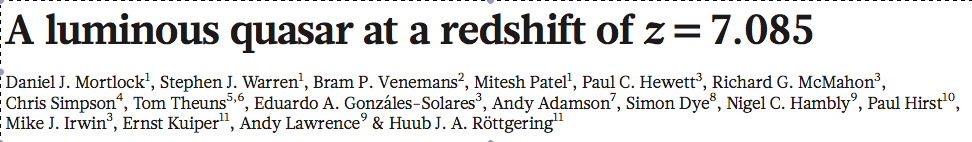 A luminous quasar at a redshift of z = 7.085
Daniel J. Mortlock¹, Stephen J. Warren¹, Bram P. Venemans², Mitesh Patel¹, Paul C. Hewett³, Richard G. McMahon³,
Chris Simpson⁴, Tom Theuns⁵,⁶, Eduardo A. Gonzáles-Solares³, Andy Adamson⁷, Simon Dye⁸, Nigel C. Hambly⁹, Paul Hirst¹⁰,
Mike J. Irwin³, Ernst Kuiper¹¹, Andy Lawrence⁹ & Huub J. A. Röttgering¹¹